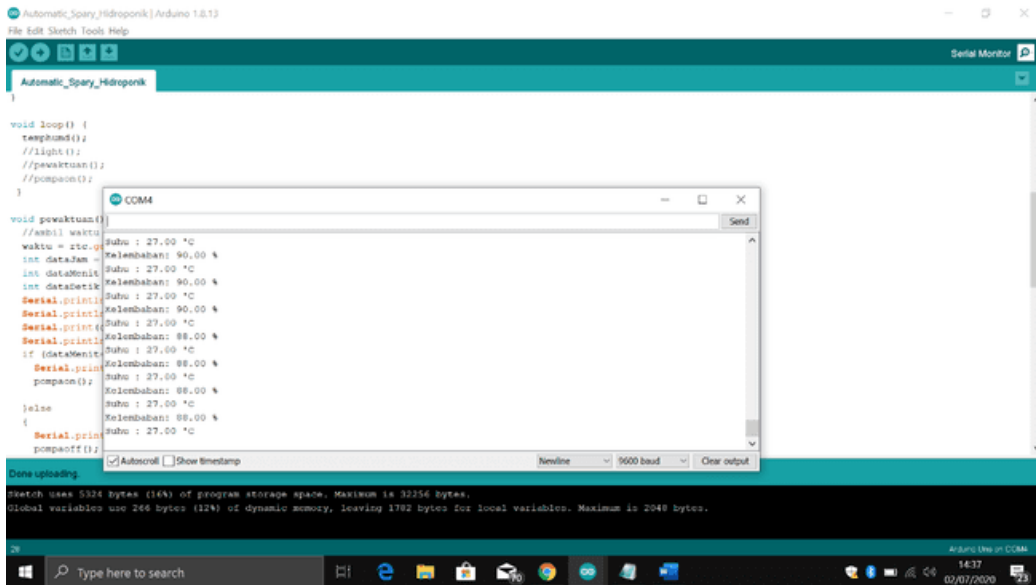 Automatic_Spary_Hidroponik | Arduino 1.8.13
File Edit Sketch Tools Help
Serial Monitor
Automatic_Spary_Hidroponik
}
void loop() {
temphumd();
//light();
//pewaktuan();
//pompaon();
}
void pewaktuan()
//ambil waktu
waktu = rtc.ge
int dataJam =
int dataMenit
int dataDetik
Serial.println
Serial.println
Serial.print(
Serial.println
if (dataMenit
Serial.prin
pompaon();
}else
{
Serial.prin
pompaoff();
COM4
Send
Suhu : 27.00 °C
Kelembaban: 90.00 %
Suhu : 27.00 °C
Kelembaban: 90.00 %
Suhu : 27.00 °C
Kelembaban: 90.00 %
Suhu : 27.00 °C
Kelembaban: 88.00 %
Suhu : 27.00 °C
Kelembaban: 88.00 %
Suhu : 27.00 °C
Kelembaban: 88.00 %
Suhu : 27.00 °C
Kelembaban: 88.00 %
Suhu : 27.00 °C
Autoscroll Show timestamp Newline 9600 baud Clear output
Done uploading.
Sketch uses 5324 bytes (16%) of program storage space. Maximum is 32256 bytes.
Global variables use 266 bytes (12%) of dynamic memory, leaving 1782 bytes for local variables. Maximum is 2048 bytes.
Arduino Uno on COM4
Type here to search
14:37
02/07/2020